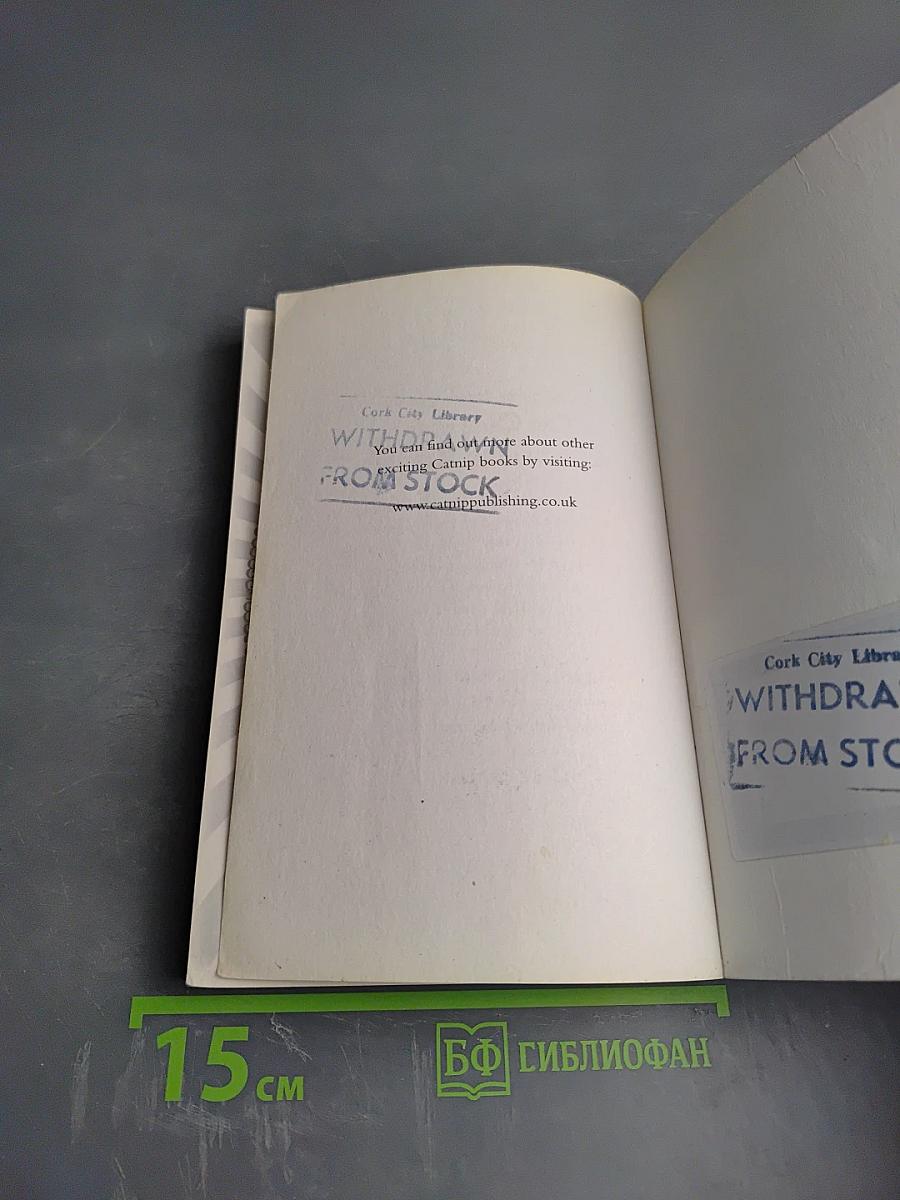 Cork City Library
WITHDRAWN
FROM STOCK
You can find out more about other
exciting Catnip books by visiting:
www.catnippublishing.co.uk
Cork City Libra
WITHDRA
FROM STO
15 см
БФ БИБЛИОФАН